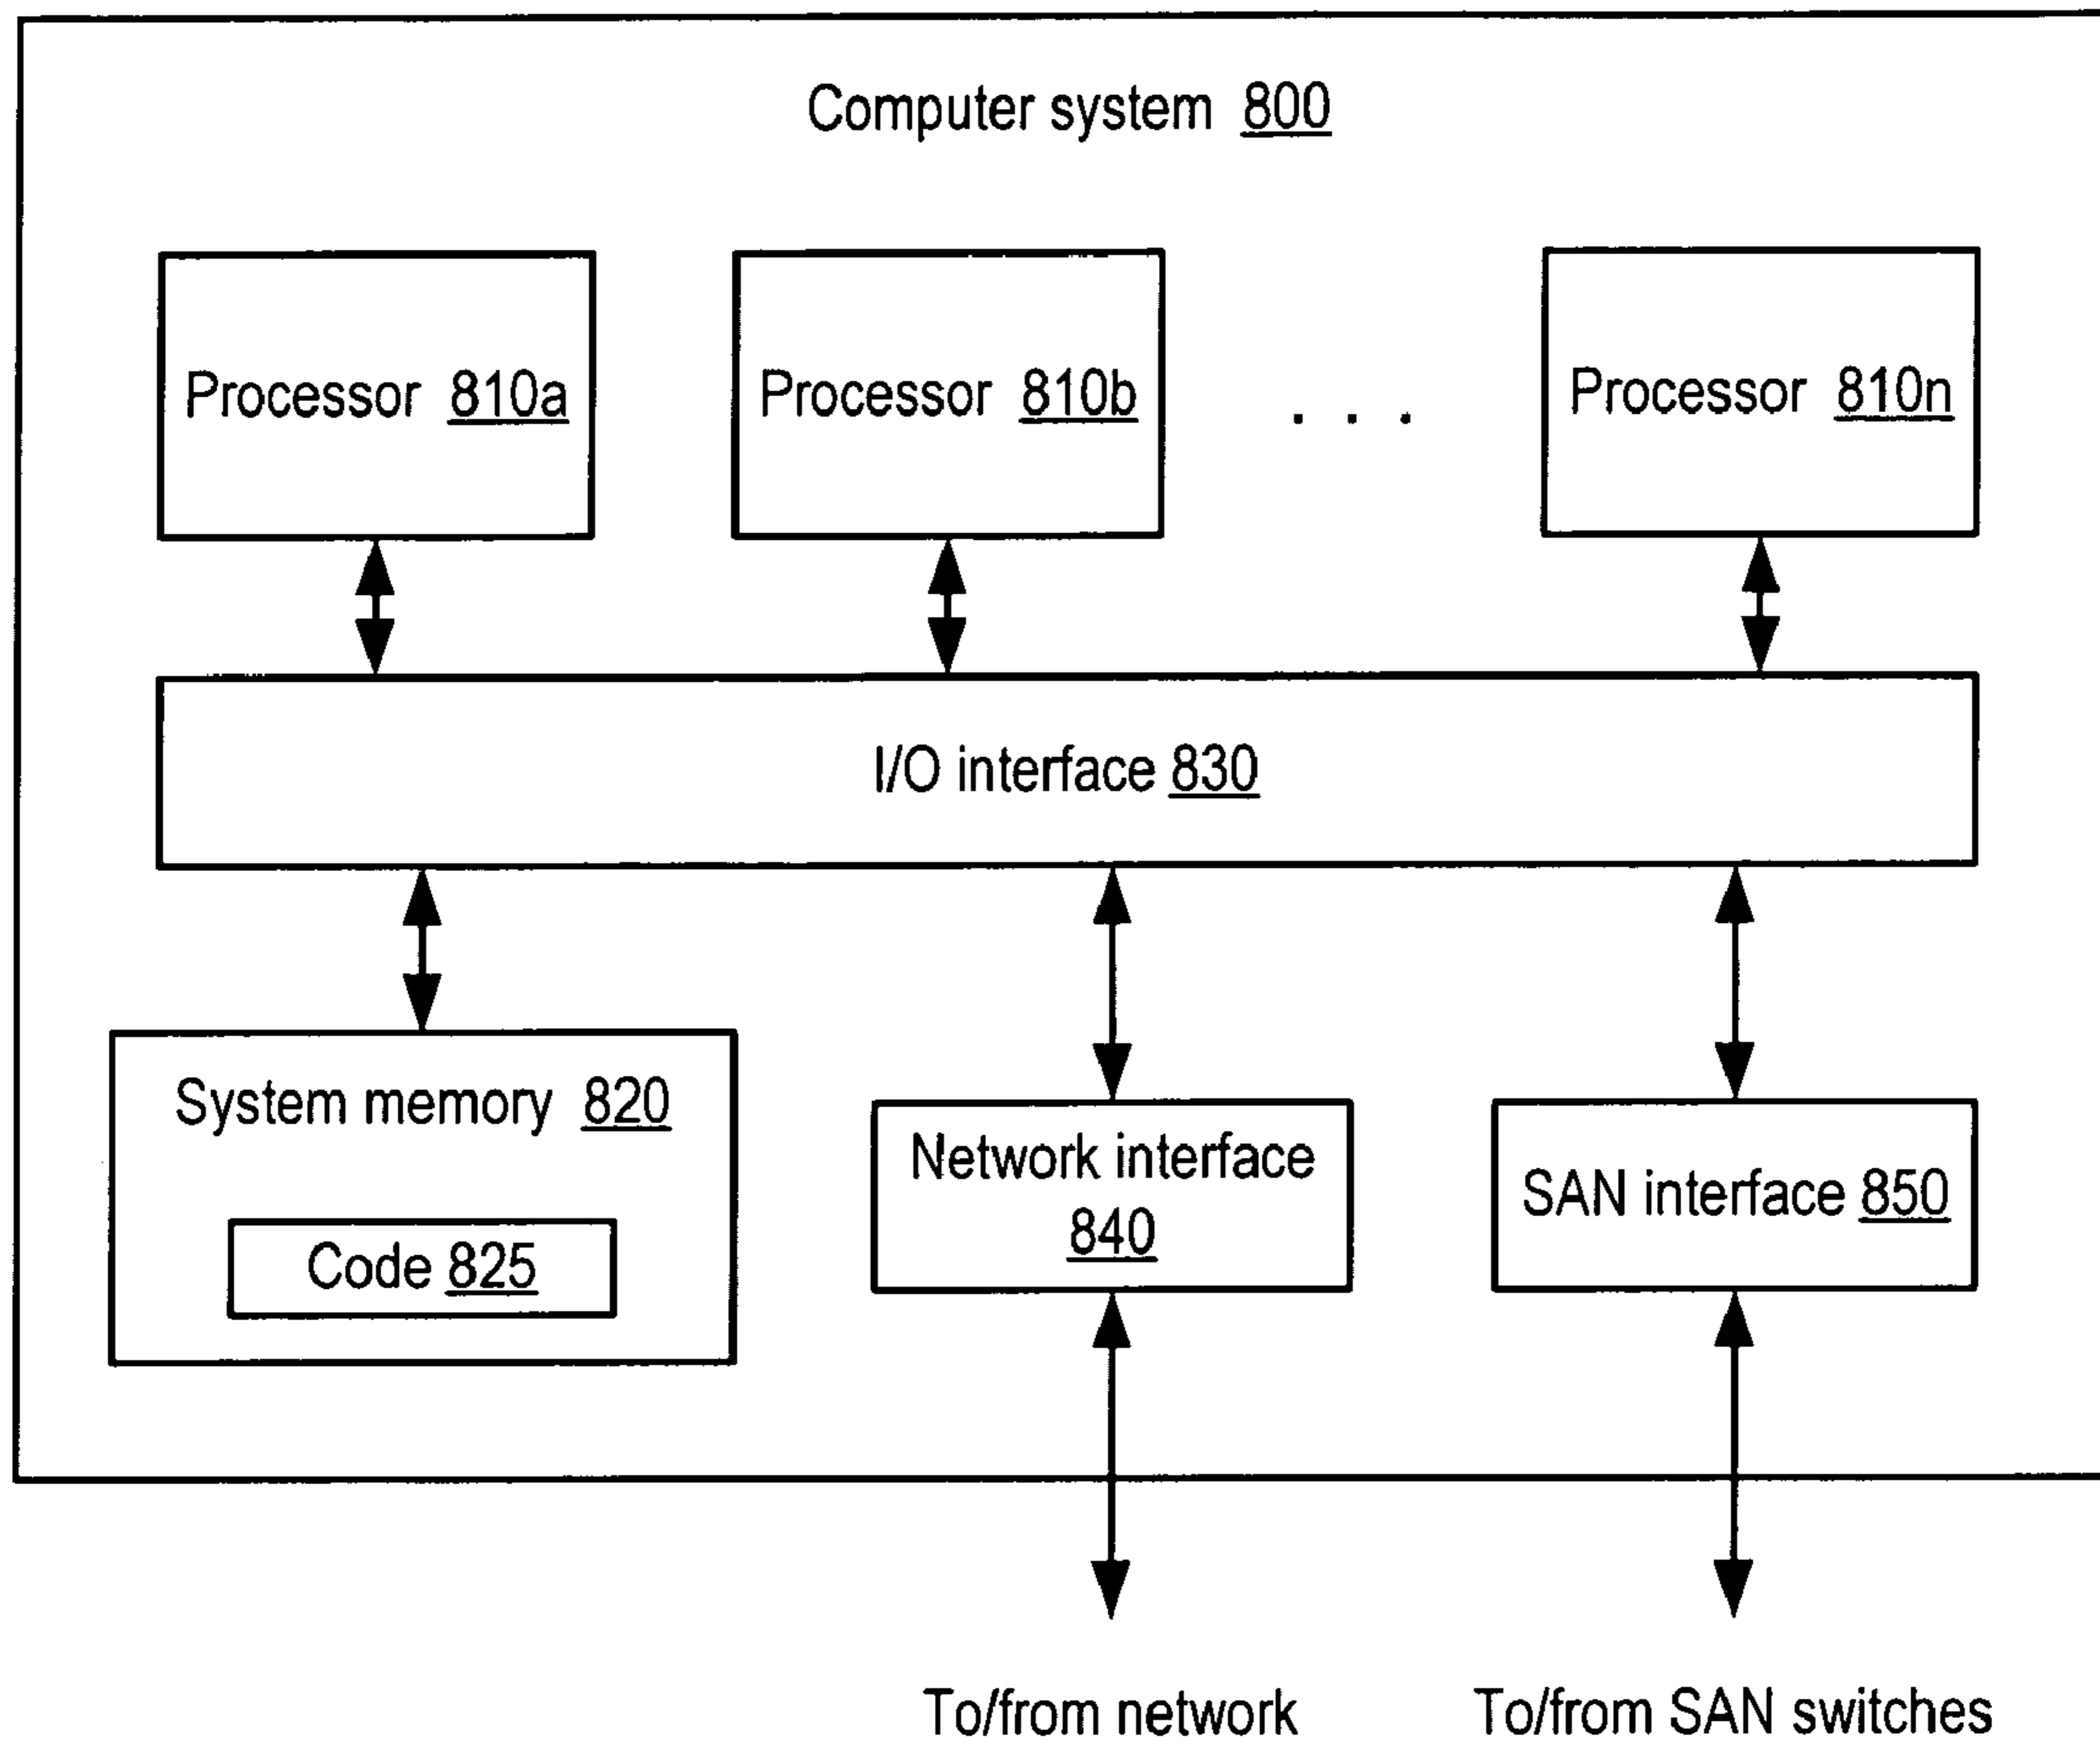 Computer system 800
Processor 810a
Processor 810b
. . .
Processor 810n
I/O interface 830
System memory 820
Code 825
Network interface
840
SAN interface 850
To/from network
To/from SAN switches